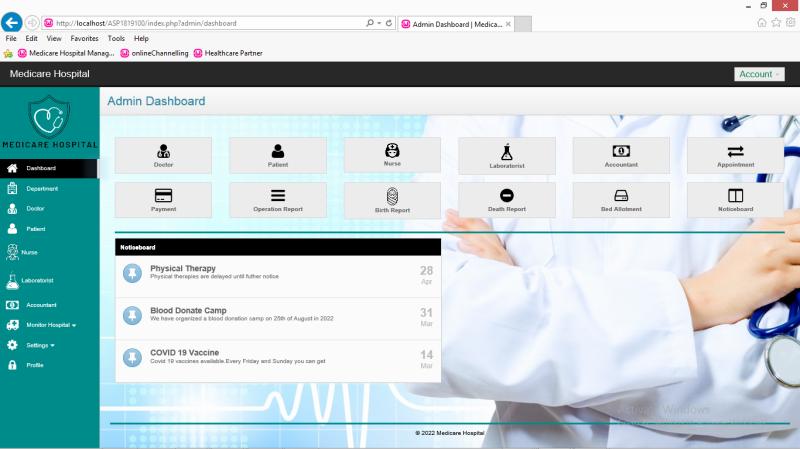 http://localhost/ASP1819100/index.php?admin/dashboard
Admin Dashboard | Medica...
File Edit View Favorites Tools Help
Medicare Hospital Manag... onlineChannelling Healthcare Partner
Medicare Hospital
Account
MEDICARE HOSPITAL
Admin Dashboard
Dashboard
Department
Doctor
Patient
Nurse
Laboratorist
Accountant
Monitor Hospital
Settings
Profile
Doctor Patient Nurse Laboratorist Accountant Appointment
Payment Operation Report Birth Report Death Report Bed Allotment Noticeboard
Noticeboard
Physical Therapy
Physical therpies are delayed until futher notice
28
Apr
Blood Donate Camp
We have organized a blood donation camp on 25th of August in 2022
31
Mar
COVID 19 Vaccine
Covid 19 vaccines available.Every Friday and Sunday you can get
14
Mar
Activate Windows
© 2022 Medicare Hospital